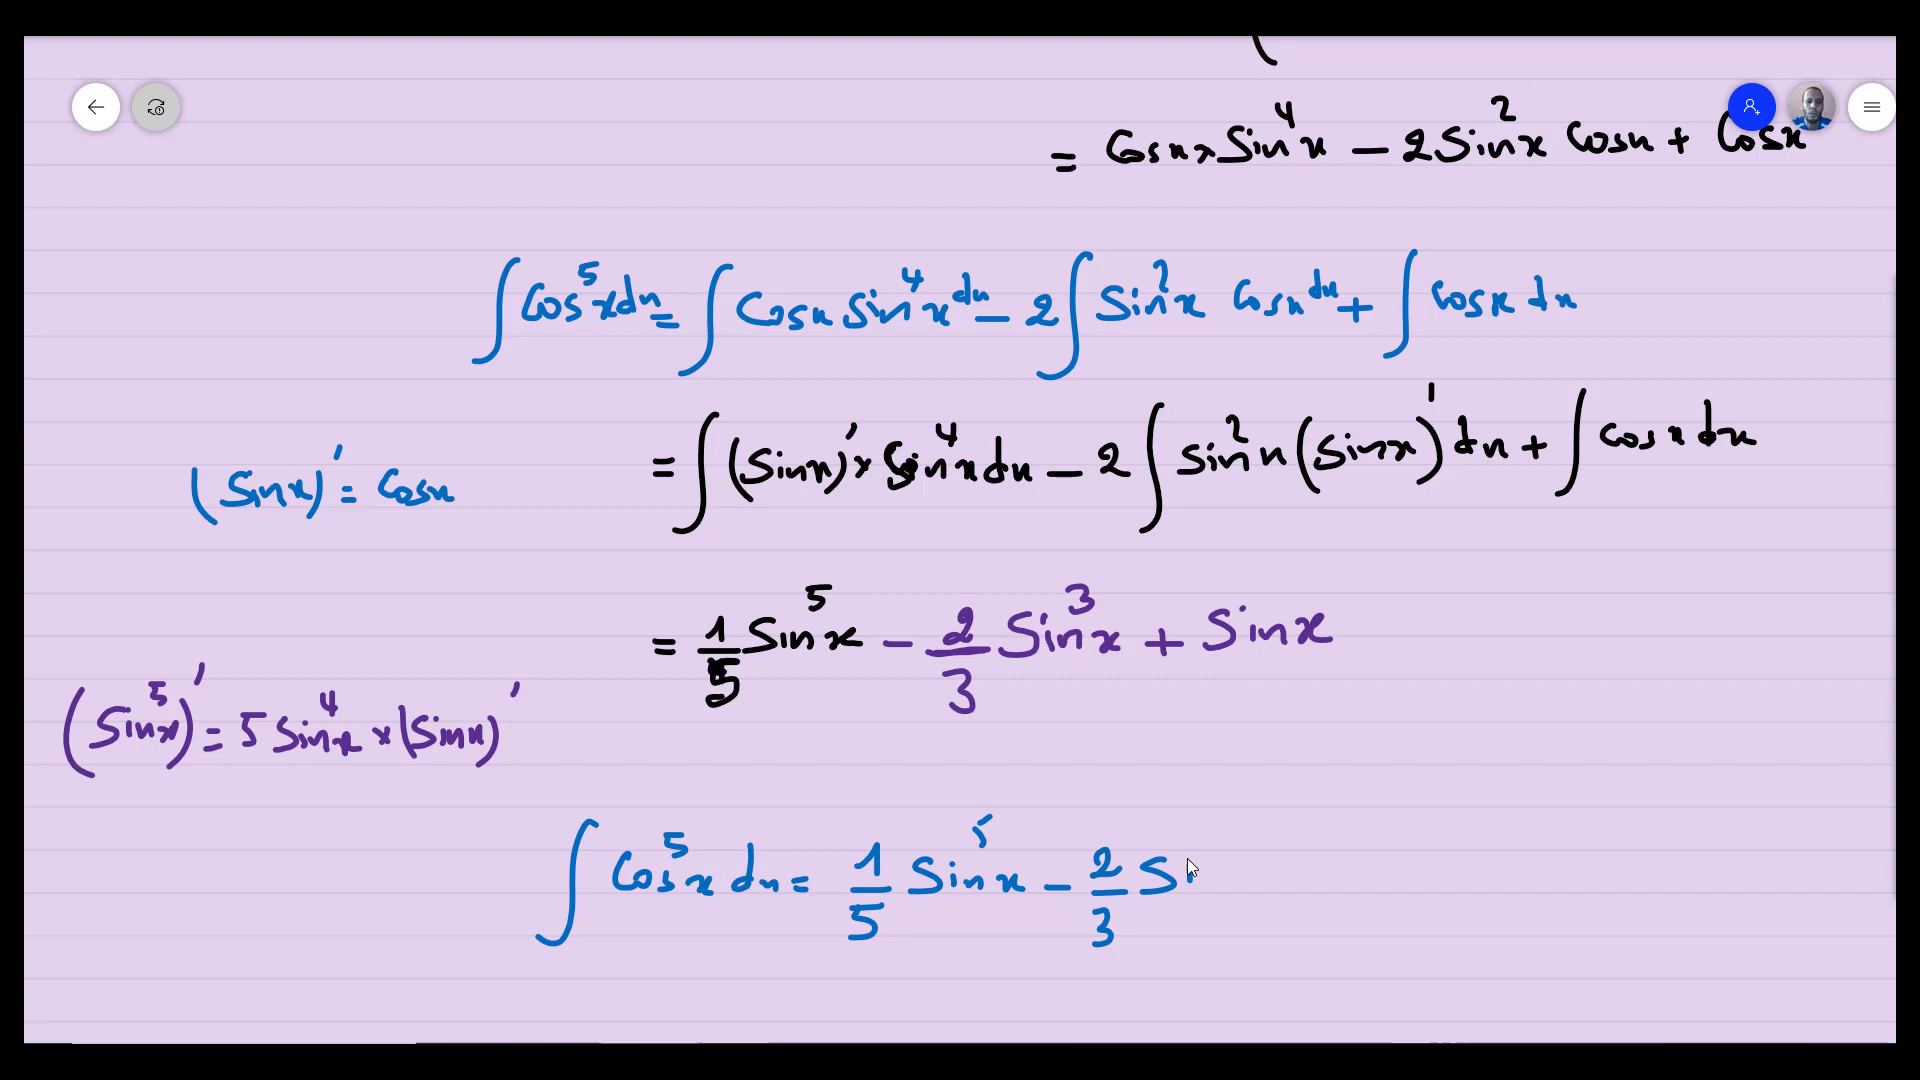 (
= Cosx × Sin⁴x − 2Sin²x Cosx + Cosx
∫Cos⁵x dx = ∫Cosx Sin⁴x dx − 2∫Sin²x Cosx dx + ∫Cosx dx
= ∫(Sinx)' × Sin⁴x dx − 2∫Sin²x (Sinx)' dx + ∫Cosx dx
(Sinx)' = Cosx
= 1/5 Sin⁵x − 2/3 Sin³x + Sinx
(Sin⁵x)' = 5 Sin⁴x × (Sinx)'
∫Cos⁵x dx = 1/5 Sin⁵x − 2/3 Si